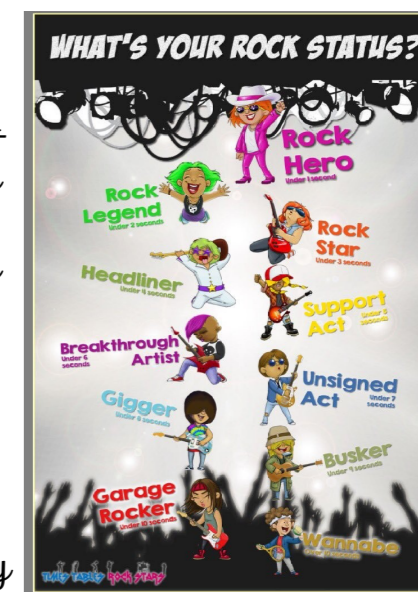 WHAT'S YOUR ROCK STATUS?
Rock
Hero
Under 1 second
Rock
Legend
Under 2 seconds
Rock
Star
Under 3 seconds
Headliner
Under 4 seconds
Support
Act
Under 5
seconds
Breakthrough
Artist
Under 6
seconds
Unsigned
Act
Under 7
seconds
Gigger
Under 8 seconds
Busker
Under 9 seconds
Garage
Rocker
Under 10 seconds
Wannabe
TIMES TABLES ROCK STARS
y